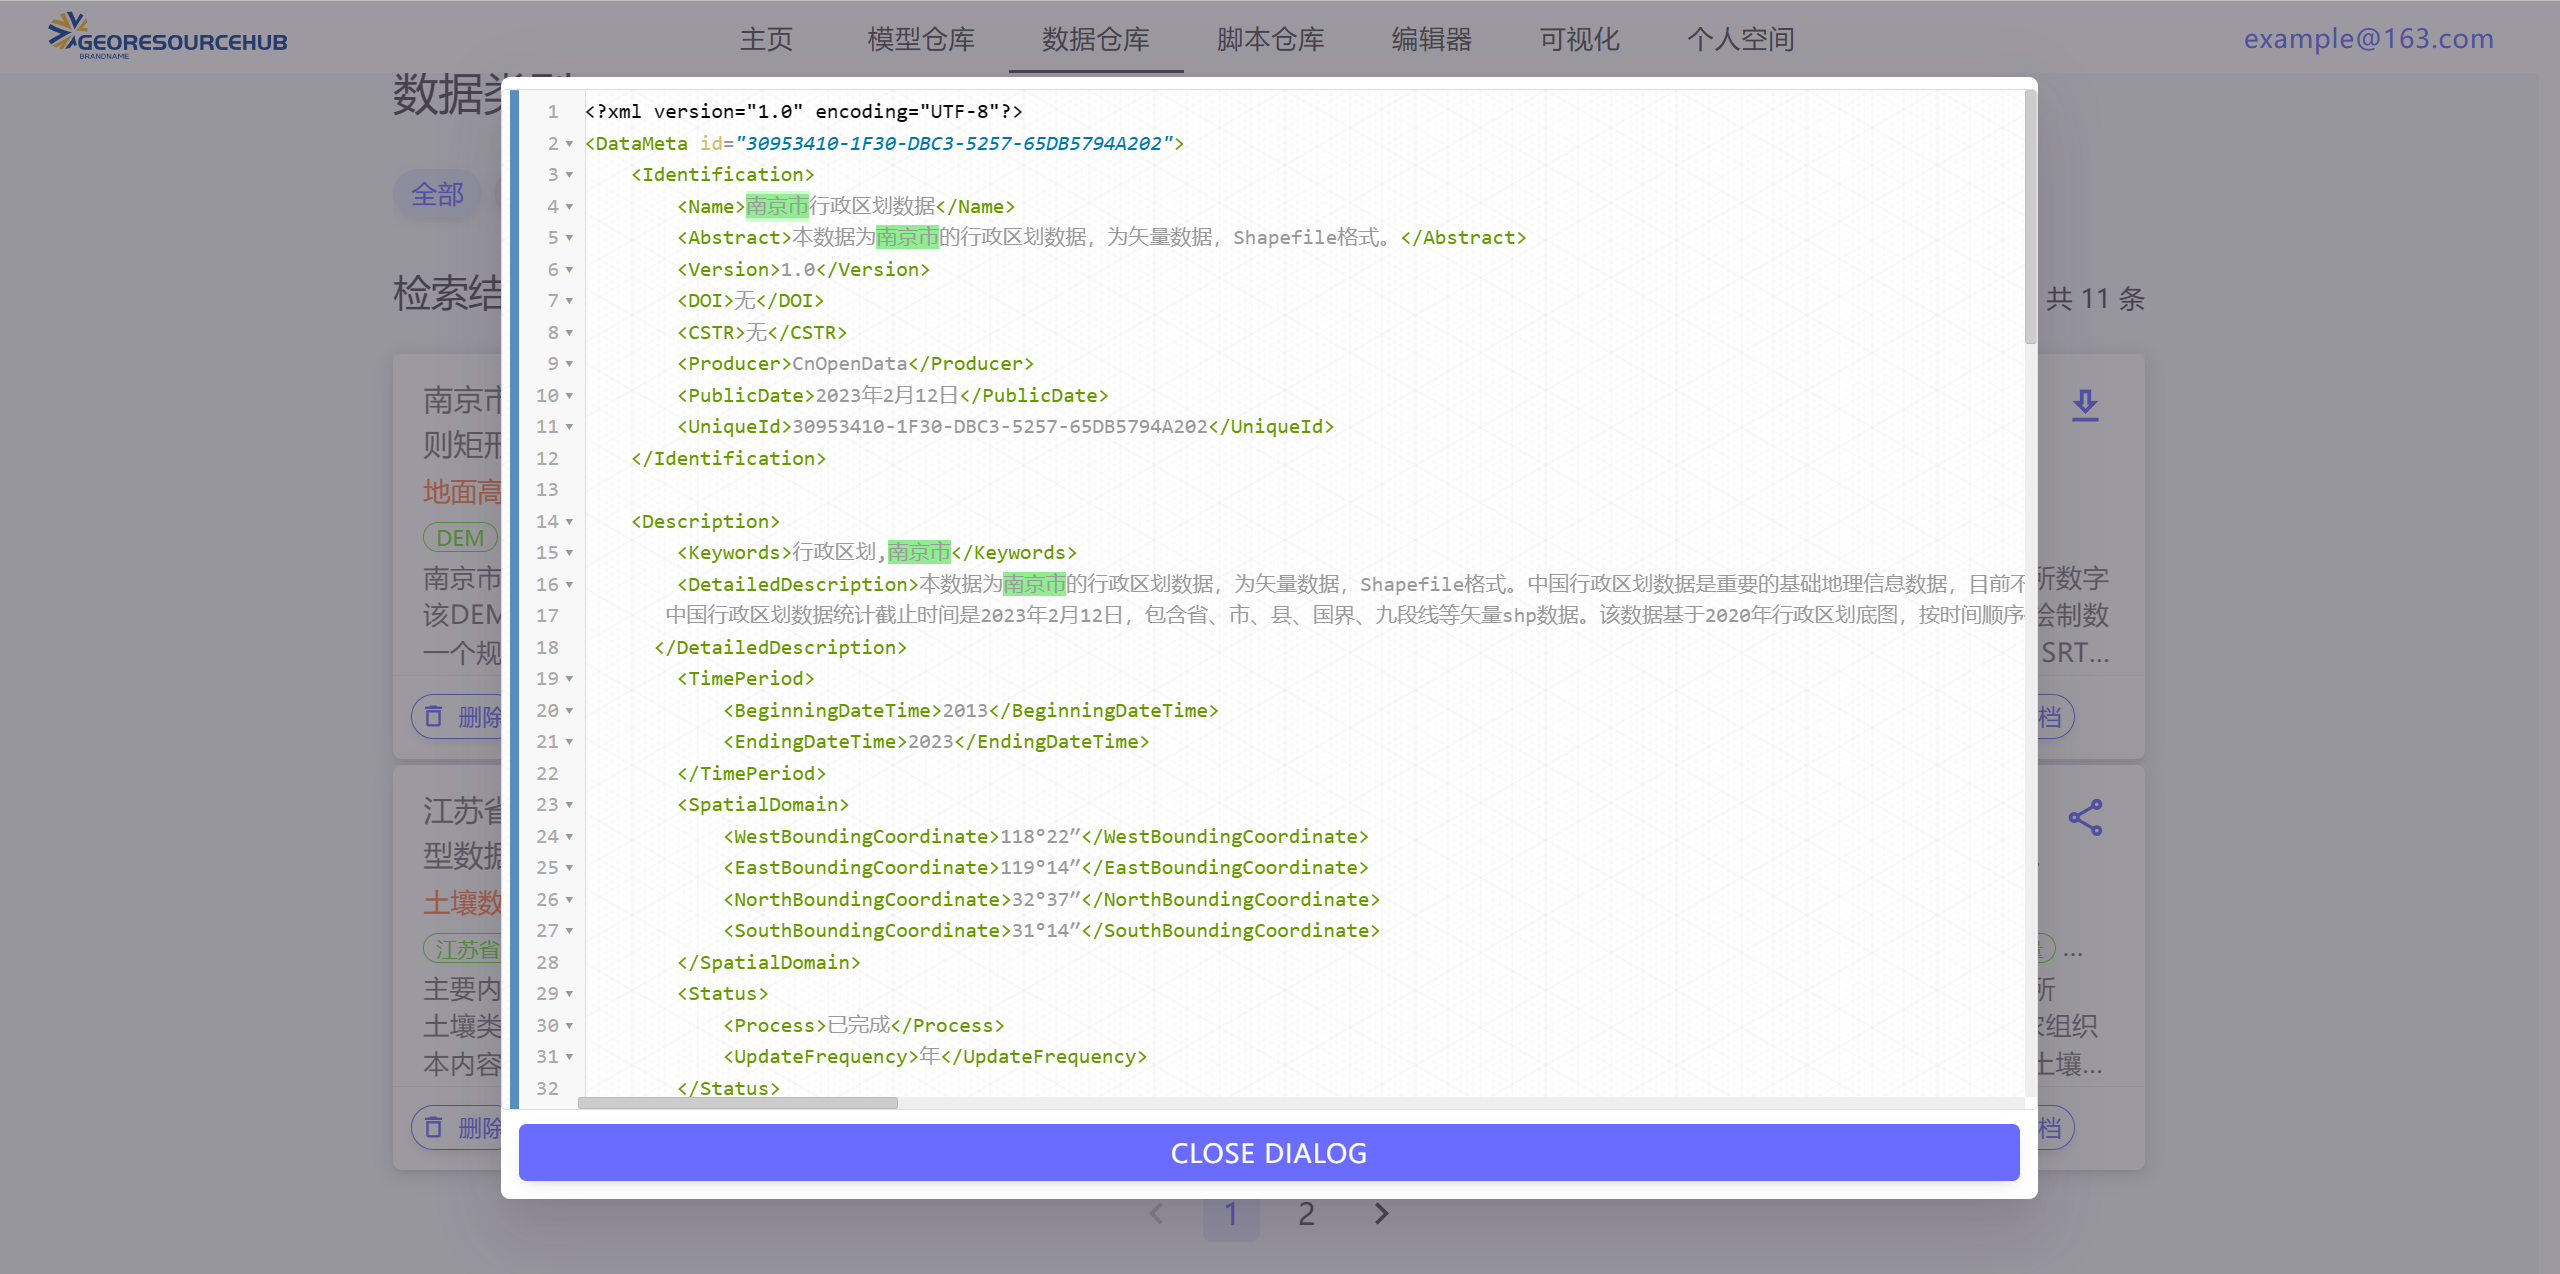 GEORESOURCEHUB
BRANDNAME
主页 模型仓库 数据仓库 脚本仓库 编辑器 可视化 个人空间
example@163.com
数据类别
全部
检索结
共 11 条
南京市
则矩形
地面高
DEM
南京市
该DEM
一个规
删除
江苏省
型数据
土壤数
江苏省
主要内
土壤类
本内容
删除
1 <?xml version="1.0" encoding="UTF-8"?>
2 <DataMeta id="30953410-1F30-DBC3-5257-65DB5794A202">
3 <Identification>
4 <Name>南京市行政区划数据</Name>
5 <Abstract>本数据为南京市的行政区划数据，为矢量数据，Shapefile格式。</Abstract>
6 <Version>1.0</Version>
7 <DOI>无</DOI>
8 <CSTR>无</CSTR>
9 <Producer>CnOpenData</Producer>
10 <PublicDate>2023年2月12日</PublicDate>
11 <UniqueId>30953410-1F30-DBC3-5257-65DB5794A202</UniqueId>
12 </Identification>
13
14 <Description>
15 <Keywords>行政区划,南京市</Keywords>
16 <DetailedDescription>本数据为南京市的行政区划数据，为矢量数据，Shapefile格式。中国行政区划数据是重要的基础地理信息数据，目前不
17 中国行政区划数据统计截止时间是2023年2月12日，包含省、市、县、国界、九段线等矢量shp数据。该数据基于2020年行政区划底图，按时间顺序
18 </DetailedDescription>
19 <TimePeriod>
20 <BeginningDateTime>2013</BeginningDateTime>
21 <EndingDateTime>2023</EndingDateTime>
22 </TimePeriod>
23 <SpatialDomain>
24 <WestBoundingCoordinate>118°22”</WestBoundingCoordinate>
25 <EastBoundingCoordinate>119°14”</EastBoundingCoordinate>
26 <NorthBoundingCoordinate>32°37”</NorthBoundingCoordinate>
27 <SouthBoundingCoordinate>31°14”</SouthBoundingCoordinate>
28 </SpatialDomain>
29 <Status>
30 <Process>已完成</Process>
31 <UpdateFrequency>年</UpdateFrequency>
32 </Status>
所数字
绘制数
SRT...
档
...
所
组织
土壤...
档
CLOSE DIALOG
1 2